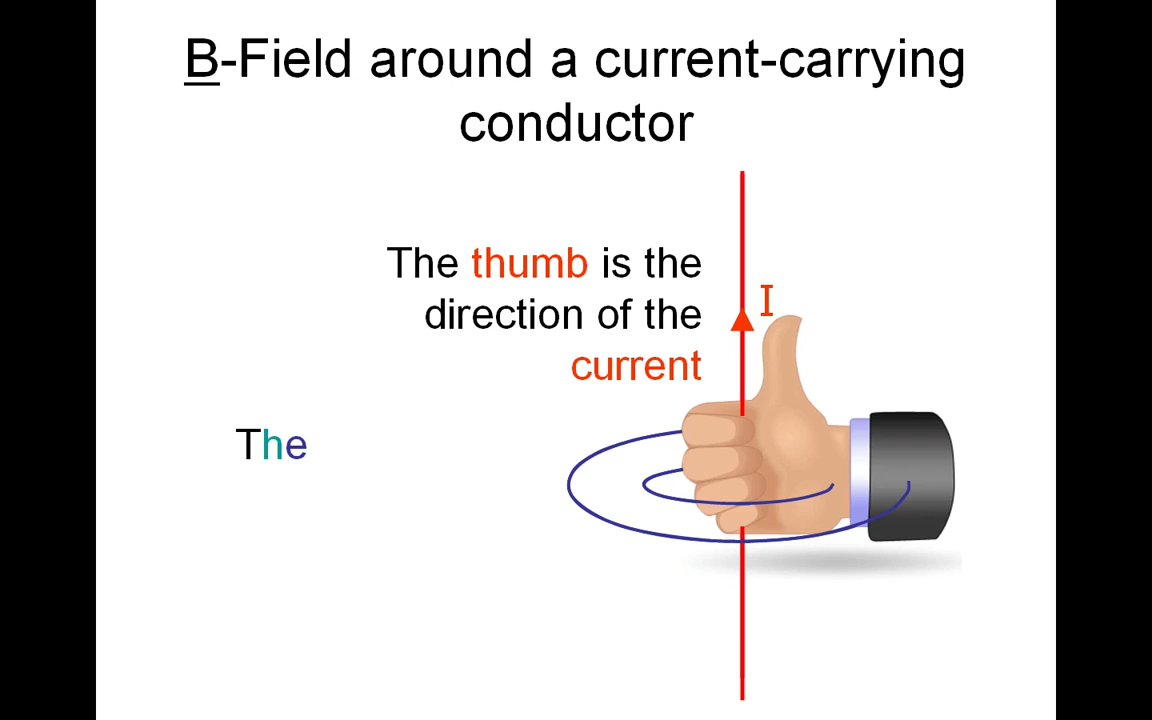 B-Field around a current-carrying
conductor
The thumb is the
direction of the
current
I
The